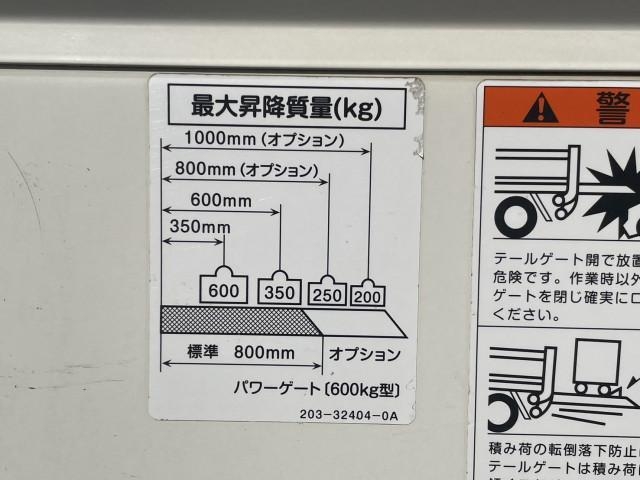 最大昇降質量(kg)
1000mm(オプション)
800mm(オプション)
600mm
350mm
600 350 250 200
標準 800mm オプション
パワーゲート〔600kg型〕
203-32404-0A
警
テールゲート開で放置
危険です。作業時以外
ゲートを閉じ確実にロ
ください。
積み荷の転倒落下防止
テールゲートは積み荷